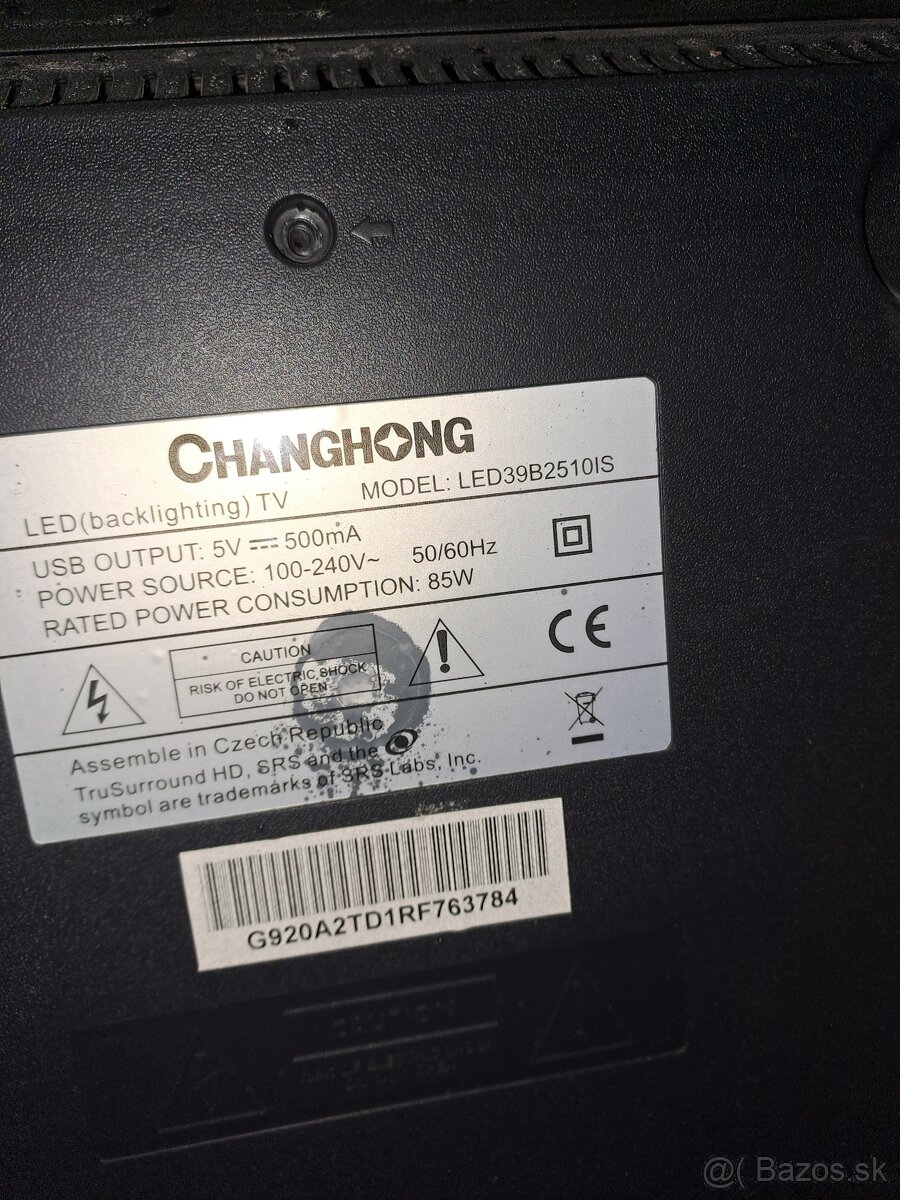 CHANGHONG
LED(backlighting) TV MODEL: LED39B2510IS
USB OUTPUT: 5V 500mA
POWER SOURCE: 100-240V~ 50/60Hz
RATED POWER CONSUMPTION: 85W
CAUTION
RISK OF ELECTRIC SHOCK
DO NOT OPEN
CE
Assemble in Czech Republic
TruSurround HD, SRS and the
symbol are trademarks of SRS Labs, Inc.
G920A2TD1RF763784
CAUTION
@( Bazos.sk